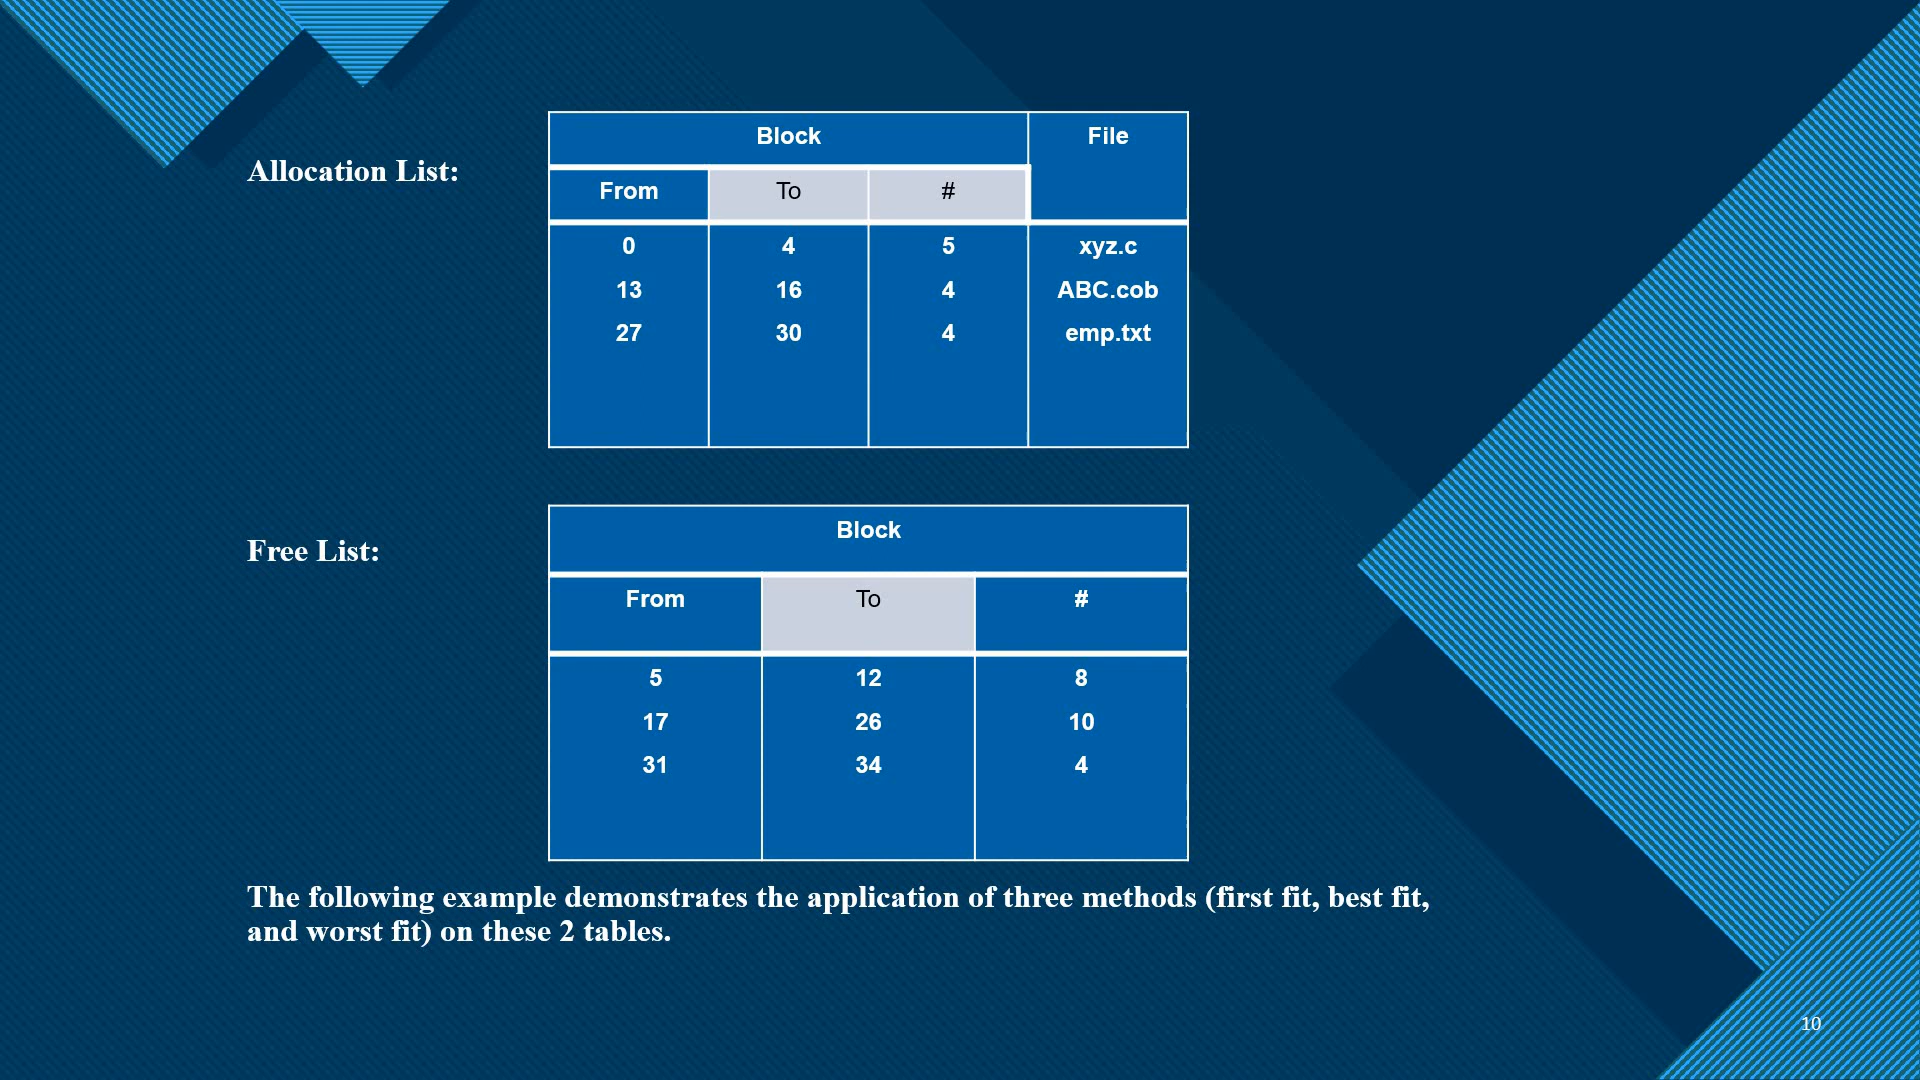 Allocation List:
Block File
From To #
0 4 5 xyz.c
13 16 4 ABC.cob
27 30 4 emp.txt
Free List:
Block
From To #
5 12 8
17 26 10
31 34 4
The following example demonstrates the application of three methods (first fit, best fit,
and worst fit) on these 2 tables.
10